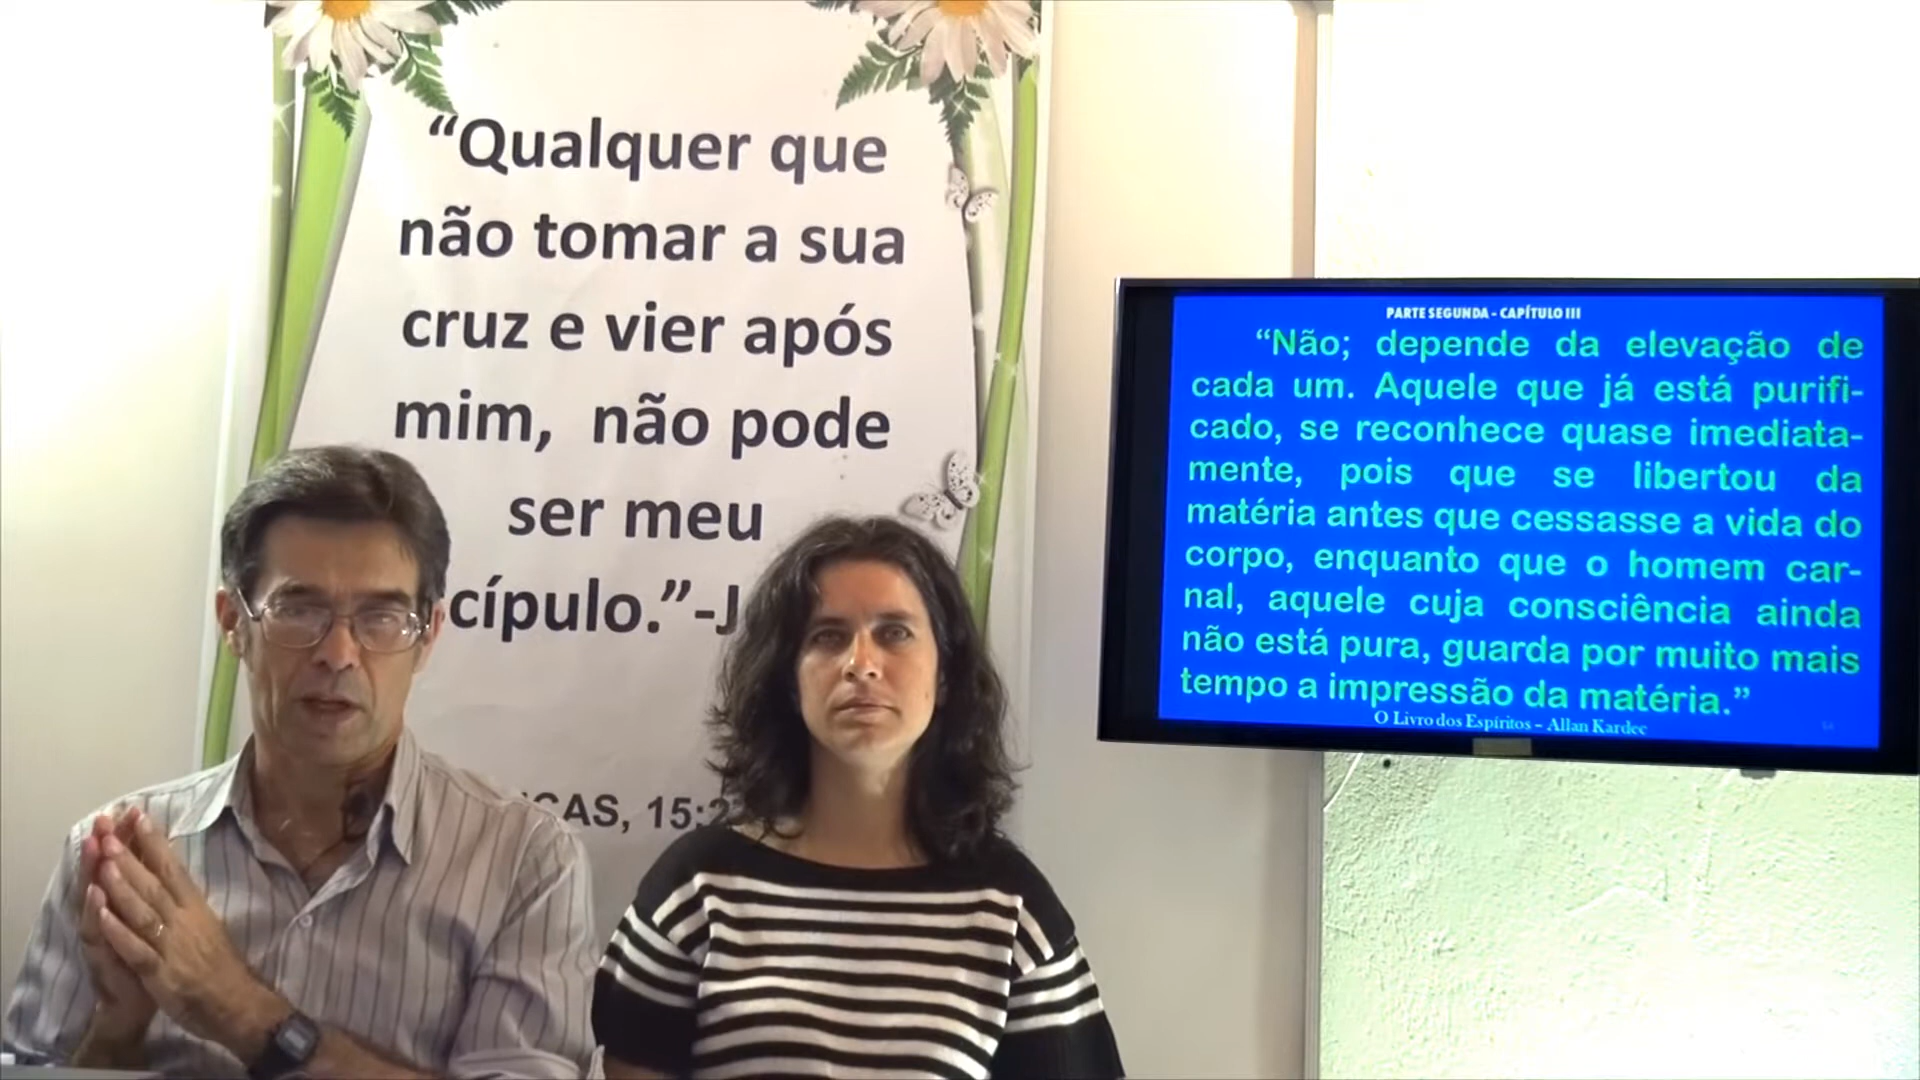 “Qualquer que
não tomar a sua
cruz e vier após
mim, não pode
ser meu
cípulo.”-J
CAS, 15:2
PARTE SEGUNDA - CAPÍTULO III
“Não; depende da elevação de
cada um. Aquele que já está purifi-
cado, se reconhece quase imediata-
mente, pois que se libertou da
matéria antes que cessasse a vida do
corpo, enquanto que o homem car-
nal, aquele cuja consciência ainda
não está pura, guarda por muito mais
tempo a impressão da matéria.”
O Livro dos Espíritos – Allan Kardec